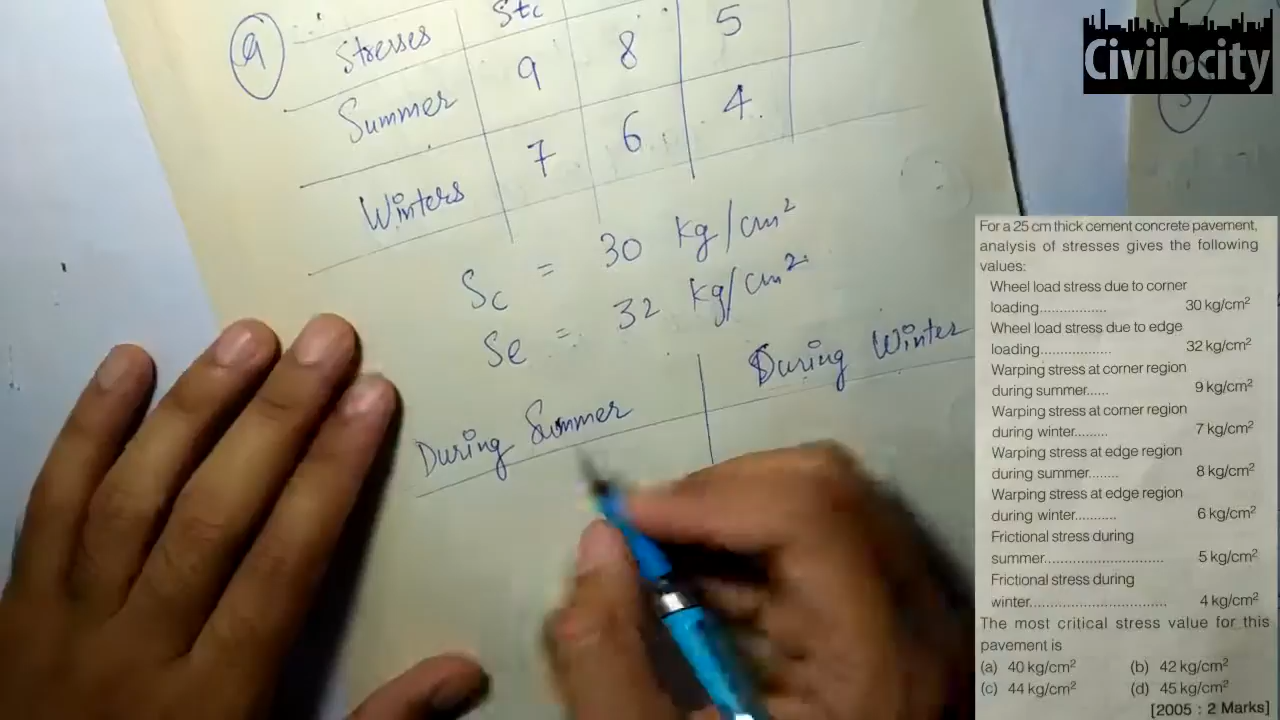 Civilocity
9
Stresses Stc
Summer 9 8 5
Winters 7 6 4
Sc = 30 kg/cm²
Se = 32 kg/cm²
During Summer During Winter
For a 25 cm thick cement concrete pavement,
analysis of stresses gives the following
values:
Wheel load stress due to corner
loading................. 30 kg/cm²
Wheel load stress due to edge
loading.................. 32 kg/cm²
Warping stress at corner region
during summer...... 9 kg/cm²
Warping stress at corner region
during winter......... 7 kg/cm²
Warping stress at edge region
during summer........ 8 kg/cm²
Warping stress at edge region
during winter........... 6 kg/cm²
Frictional stress during
summer............................ 5 kg/cm²
Frictional stress during
winter.................................. 4 kg/cm²
The most critical stress value for this
pavement is
(a) 40 kg/cm² (b) 42 kg/cm²
(c) 44 kg/cm² (d) 45 kg/cm²
[2005 : 2 Marks]